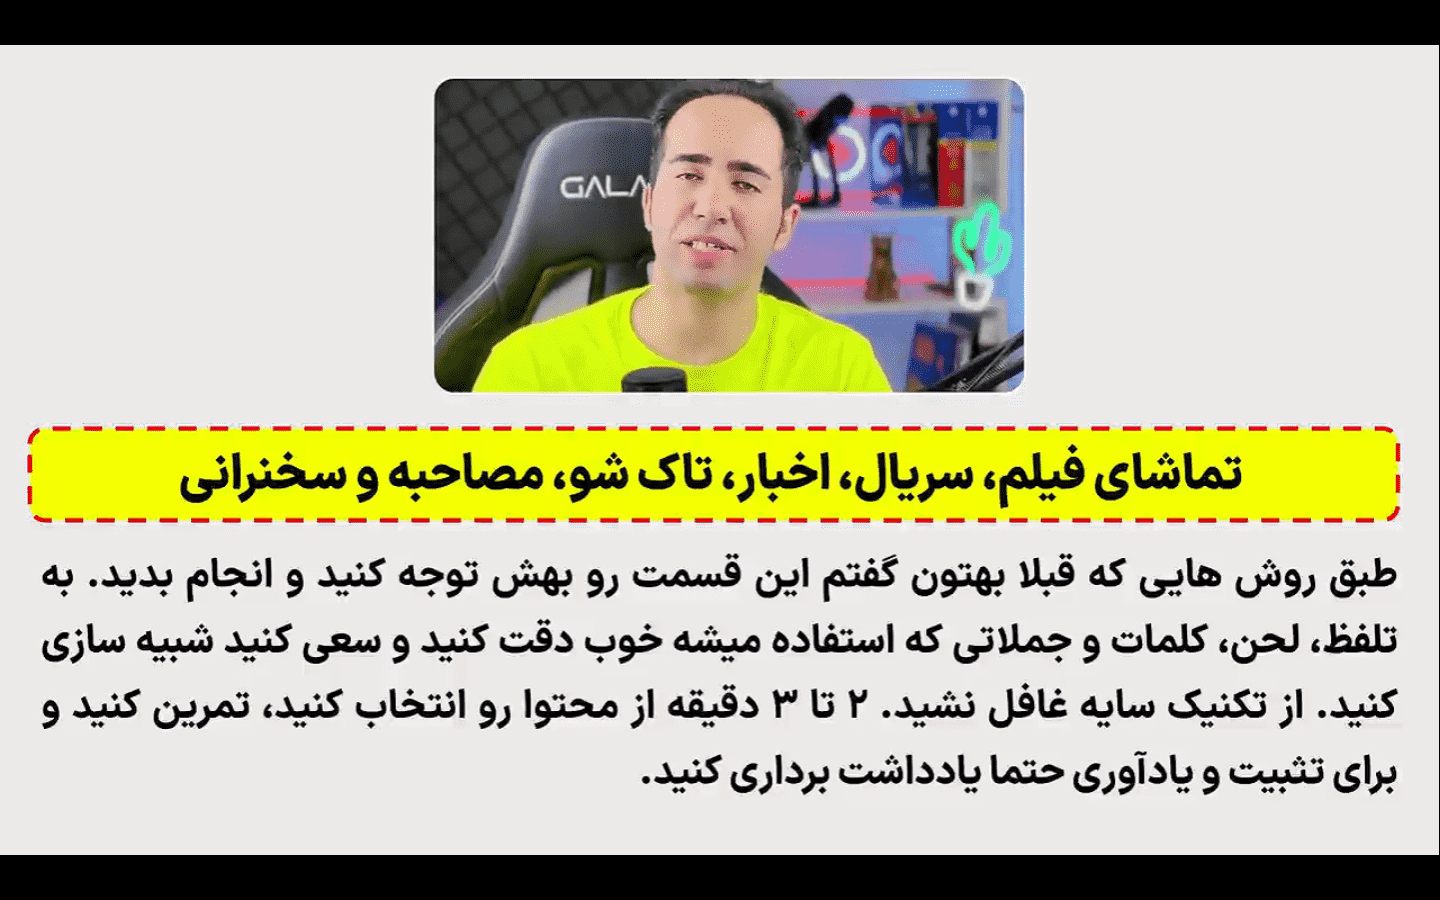 GALA
تماشای فیلم، سریال، اخبار، تاک شو، مصاحبه و سخنرانی
طبق روش هایی که قبلا بهتون گفتم این قسمت رو بهش توجه کنید و انجام بدید. به
تلفظ، لحن، کلمات و جملاتی که استفاده میشه خوب دقت کنید و سعی کنید شبیه سازی
کنید. از تکنیک سایه غافل نشید. ۲ تا ۳ دقیقه از محتوا رو انتخاب کنید، تمرین کنید و
برای تثبیت و یادآوری حتما یادداشت برداری کنید.